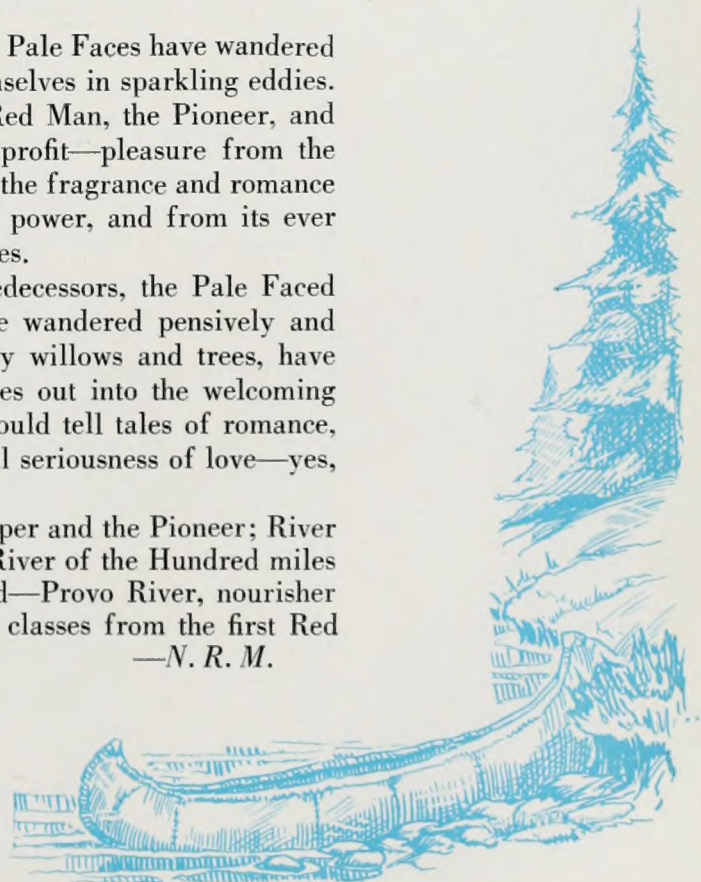 Pale Faces have wandered
nselves in sparkling eddies.
Red Man, the Pioneer, and
profit—pleasure from the
the fragrance and romance
power, and from its ever
es.
edecessors, the Pale Faced
e wandered pensively and
y willows and trees, have
es out into the welcoming
ould tell tales of romance,
l seriousness of love—yes,
per and the Pioneer; River
River of the Hundred miles
d—Provo River, nourisher
classes from the first Red
—N. R. M.